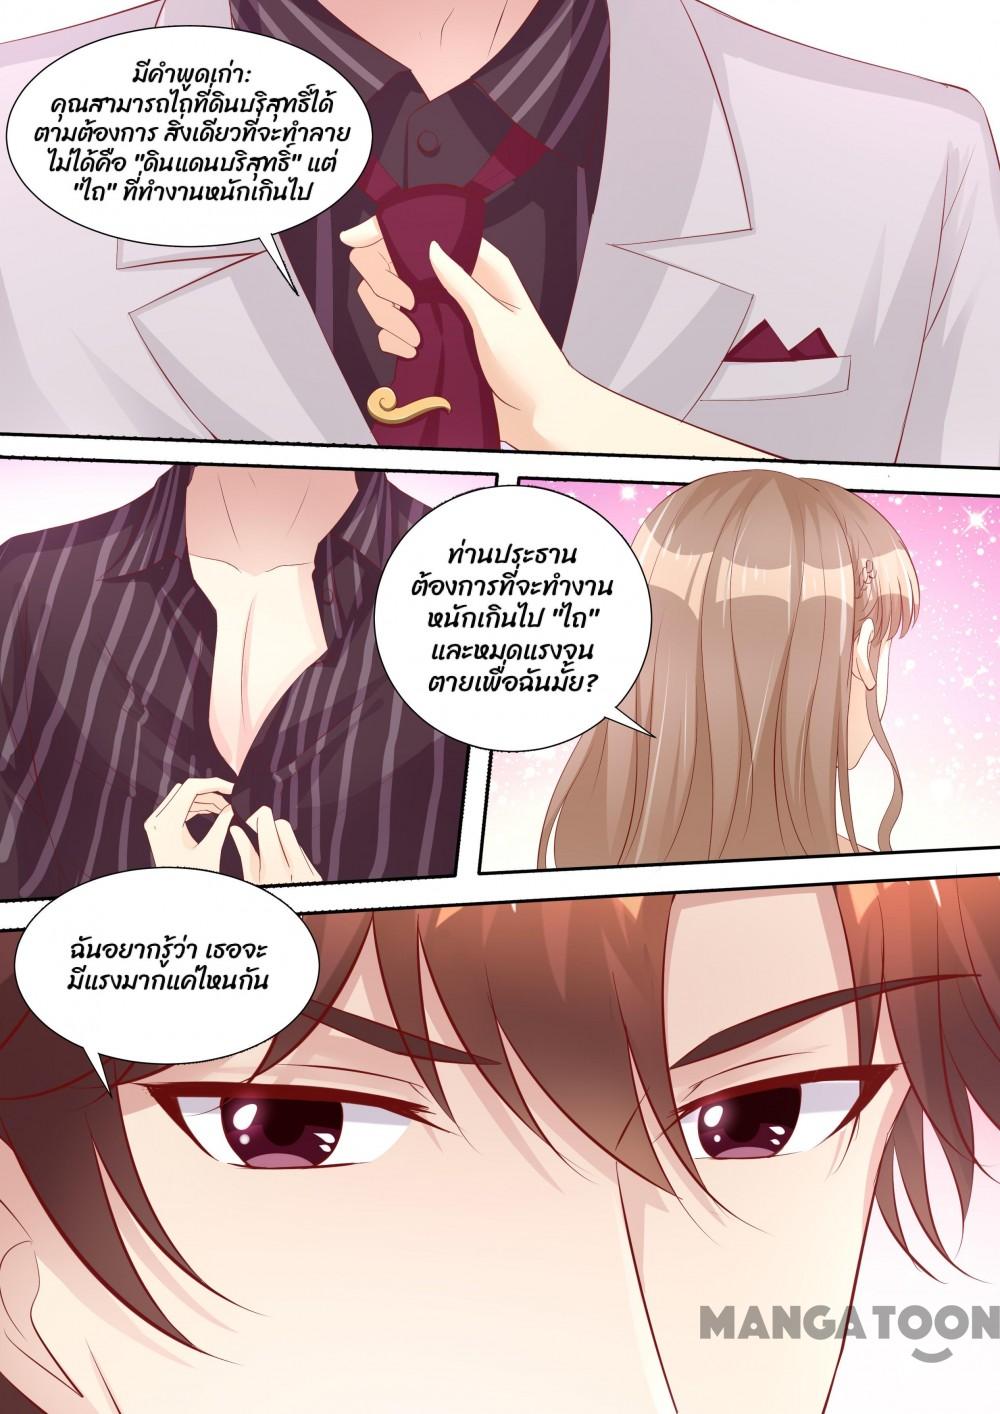 มีคำพูดเก่า:
คุณสามารถไถที่ดินบริสุทธิ์ได้
ตามต้องการ สิ่งเดียวที่จะทำลาย
ไม่ได้คือ "ดินแดนบริสุทธิ์" แต่
"ไถ" ที่ทำงานหนักเกินไป
ท่านประธาน
ต้องการที่จะทำงาน
หนักเกินไป "ไถ"
และหมดแรงจน
ตายเพื่อฉันมั้ย?
ฉันอยากรู้ว่า เธอจะ
มีแรงมากแค่ไหนกัน
MANGATOON